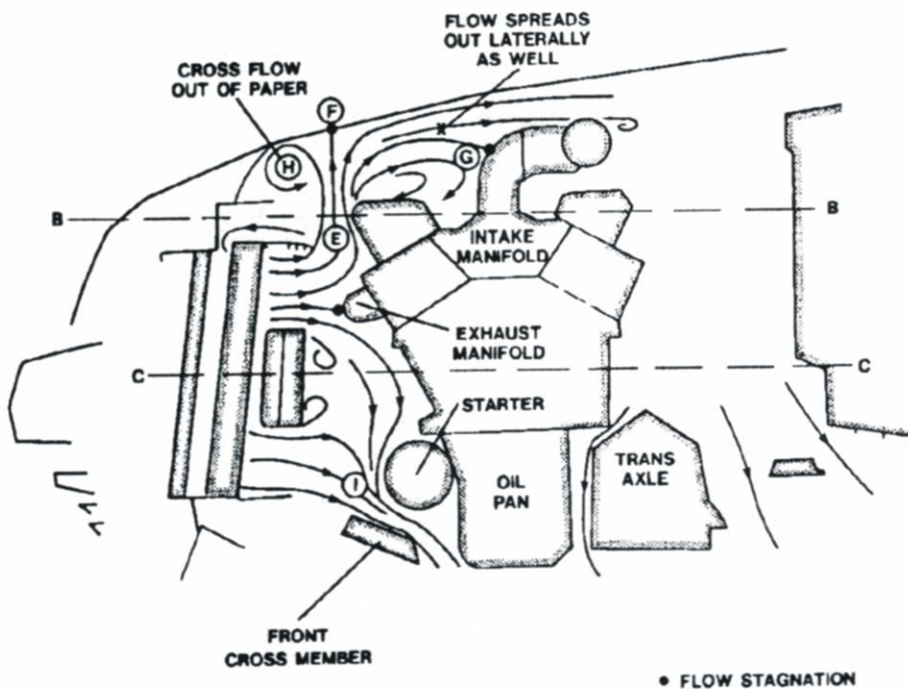 FLOW SPREADS
OUT LATERALLY
AS WELL
CROSS FLOW
OUT OF PAPER
F
G
H
B
B
E
INTAKE
MANIFOLD
EXHAUST
MANIFOLD
C
C
STARTER
I
OIL
PAN
TRANS
AXLE
FRONT
CROSS MEMBER
• FLOW STAGNATION